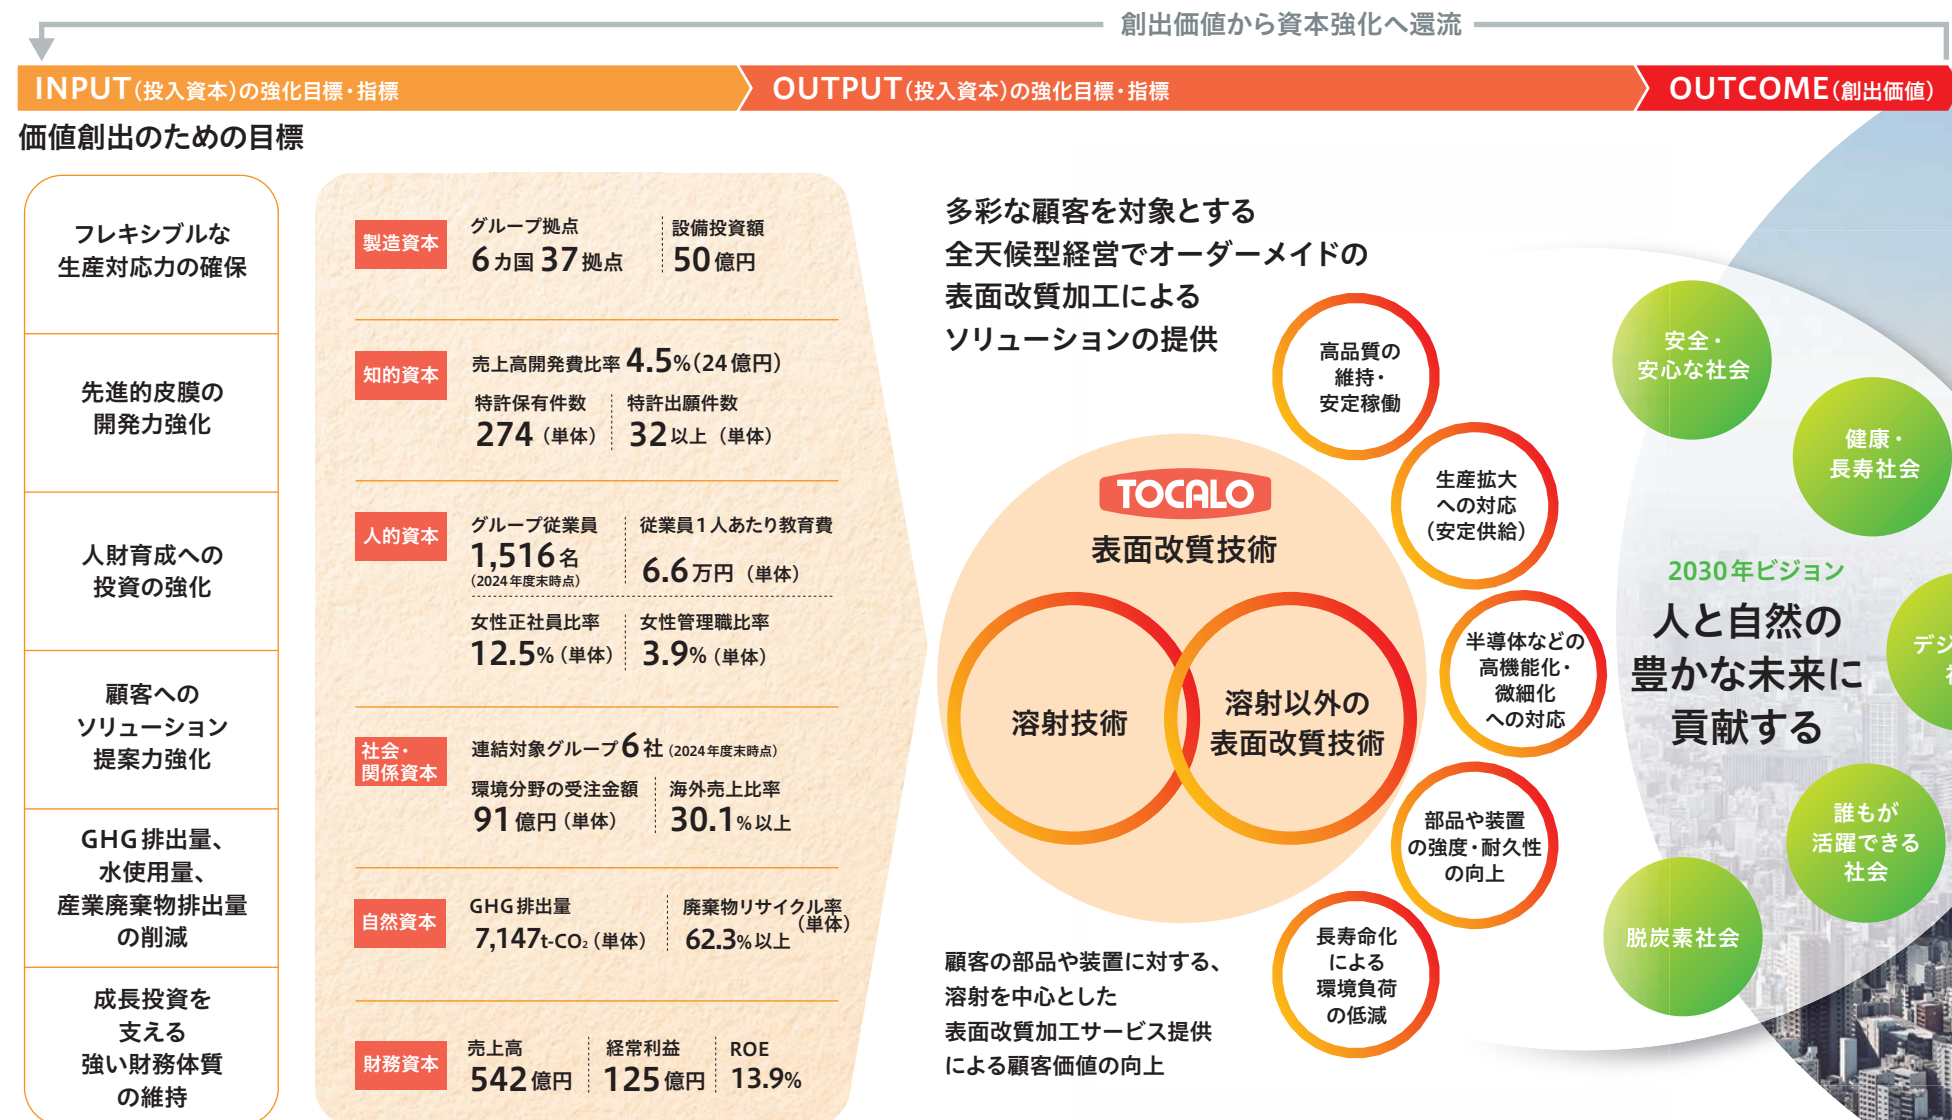 創出価値から資本強化へ還流
INPUT(投入資本)の強化目標・指標
OUTPUT(投入資本)の強化目標・指標
OUTCOME(創出価値)
価値創出のための目標
フレキシブルな
生産対応力の確保
先進的皮膜の
開発力強化
人財育成への
投資の強化
顧客への
ソリューション
提案力強化
GHG排出量、
水使用量、
産業廃棄物排出量
の削減
成長投資を
支える
強い財務体質
の維持
製造資本
グループ拠点
6カ国 37拠点
設備投資額
50億円
知的資本
売上高開発費比率 4.5%(24億円)
特許保有件数
274(単体)
特許出願件数
32以上(単体)
人的資本
グループ従業員
1,516名
(2024年度末時点)
従業員1人あたり教育費
6.6万円(単体)
女性正社員比率
12.5%(単体)
女性管理職比率
3.9%(単体)
社会・
関係資本
連結対象グループ6社(2024年度末時点)
環境分野の受注金額
91億円(単体)
海外売上比率
30.1%以上
自然資本
GHG排出量
7,147t-CO₂(単体)
廃棄物リサイクル率
(単体)
62.3%以上
財務資本
売上高
542億円
経常利益
125億円
ROE
13.9%
多彩な顧客を対象とする
全天候型経営でオーダーメイドの
表面改質加工による
ソリューションの提供
TOCALO
表面改質技術
溶射技術
溶射以外の
表面改質技術
高品質の
維持・
安定稼働
生産拡大
への対応
(安定供給)
半導体などの
高機能化・
微細化
への対応
部品や装置
の強度・耐久性
の向上
長寿命化
による
環境負荷
の低減
顧客の部品や装置に対する、
溶射を中心とした
表面改質加工サービス提供
による顧客価値の向上
安全・
安心な社会
健康・
長寿社会
2030年ビジョン
人と自然の
豊かな未来に
貢献する
デジ
誰もが
活躍できる
社会
脱炭素社会